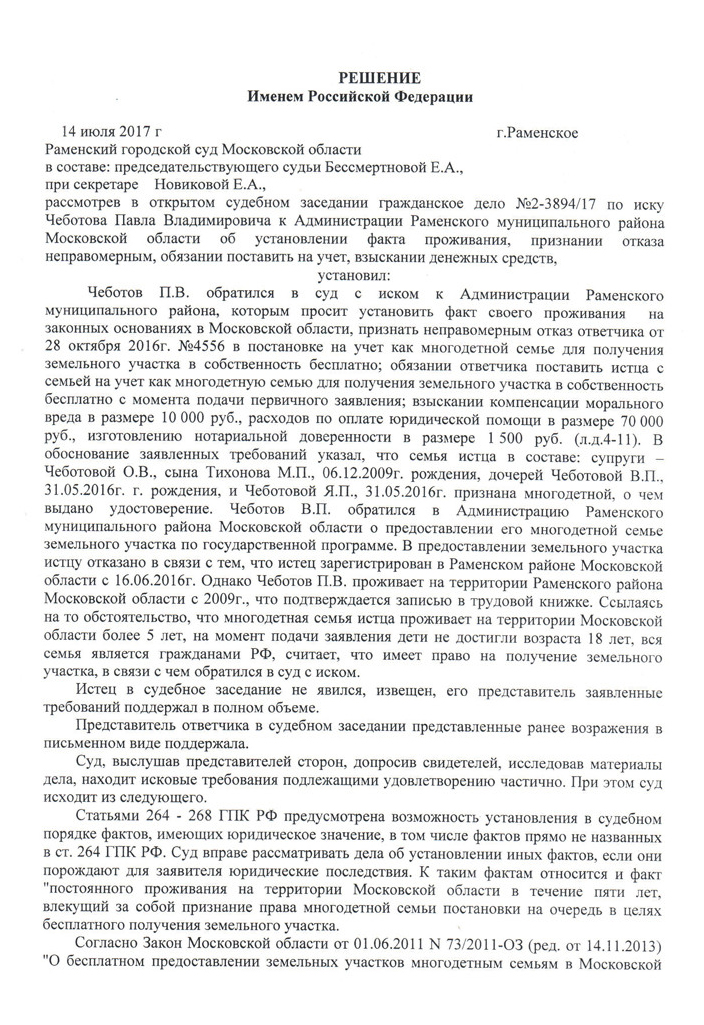 РЕШЕНИЕ
Именем Российской Федерации
14 июля 2017 г г.Раменское
Раменский городской суд Московской области
в составе: председательствующего судьи Бессмертновой Е.А.,
при секретаре Новиковой Е.А.,
рассмотрев в открытом судебном заседании гражданское дело №2-3894/17 по иску
Чеботова Павла Владимировича к Администрации Раменского муниципального района
Московской области об установлении факта проживания, признании отказа
неправомерным, обязании поставить на учет, взыскании денежных средств,
установил:
Чеботов П.В. обратился в суд с иском к Администрации Раменского
муниципального района, которым просит установить факт своего проживания на
законных основаниях в Московской области, признать неправомерным отказ ответчика от
28 октября 2016г. №4556 в постановке на учет как многодетной семье для получения
земельного участка в собственность бесплатно; обязании ответчика поставить истца с
семьей на учет как многодетную семью для получения земельного участка в собственность
бесплатно с момента подачи первичного заявления; взыскании компенсации морального
вреда в размере 10 000 руб., расходов по оплате юридической помощи в размере 70 000
руб., изготовлению нотариальной доверенности в размере 1 500 руб. (л.д.4-11). В
обоснование заявленных требований указал, что семья истца в составе: супруги –
Чеботовой О.В., сына Тихонова М.П., 06.12.2009г. рождения, дочерей Чеботовой В.П.,
31.05.2016г. г. рождения, и Чеботовой Я.П., 31.05.2016г. признана многодетной, о чем
выдано удостоверение. Чеботов В.П. обратился в Администрацию Раменского
муниципального района Московской области о предоставлении его многодетной семье
земельного участка по государственной программе. В предоставлении земельного участка
истцу отказано в связи с тем, что истец зарегистрирован в Раменском районе Московской
области с 16.06.2016г. Однако Чеботов П.В. проживает на территории Раменского района
Московской области с 2009г., что подтверждается записью в трудовой книжке. Ссылаясь
на то обстоятельство, что многодетная семья истца проживает на территории Московской
области более 5 лет, на момент подачи заявления дети не достигли возраста 18 лет, вся
семья является гражданами РФ, считает, что имеет право на получение земельного
участка, в связи с чем обратился в суд с иском.
Истец в судебное заседание не явился, извещен, его представитель заявленные
требований поддержал в полном объеме.
Представитель ответчика в судебном заседании представленные ранее возражения в
письменном виде поддержала.
Суд, выслушав представителей сторон, допросив свидетелей, исследовав материалы
дела, находит исковые требования подлежащими удовлетворению частично. При этом суд
исходит из следующего.
Статьями 264 - 268 ГПК РФ предусмотрена возможность установления в судебном
порядке фактов, имеющих юридическое значение, в том числе фактов прямо не названных
в ст. 264 ГПК РФ. Суд вправе рассматривать дела об установлении иных фактов, если они
порождают для заявителя юридические последствия. К таким фактам относится и факт
"постоянного проживания на территории Московской области в течение пяти лет,
влекущий за собой признание права многодетной семьи постановки на очередь в целях
бесплатного получения земельного участка.
Согласно Закон Московской области от 01.06.2011 N 73/2011-ОЗ (ред. от 14.11.2013)
"О бесплатном предоставлении земельных участков многодетным семьям в Московской